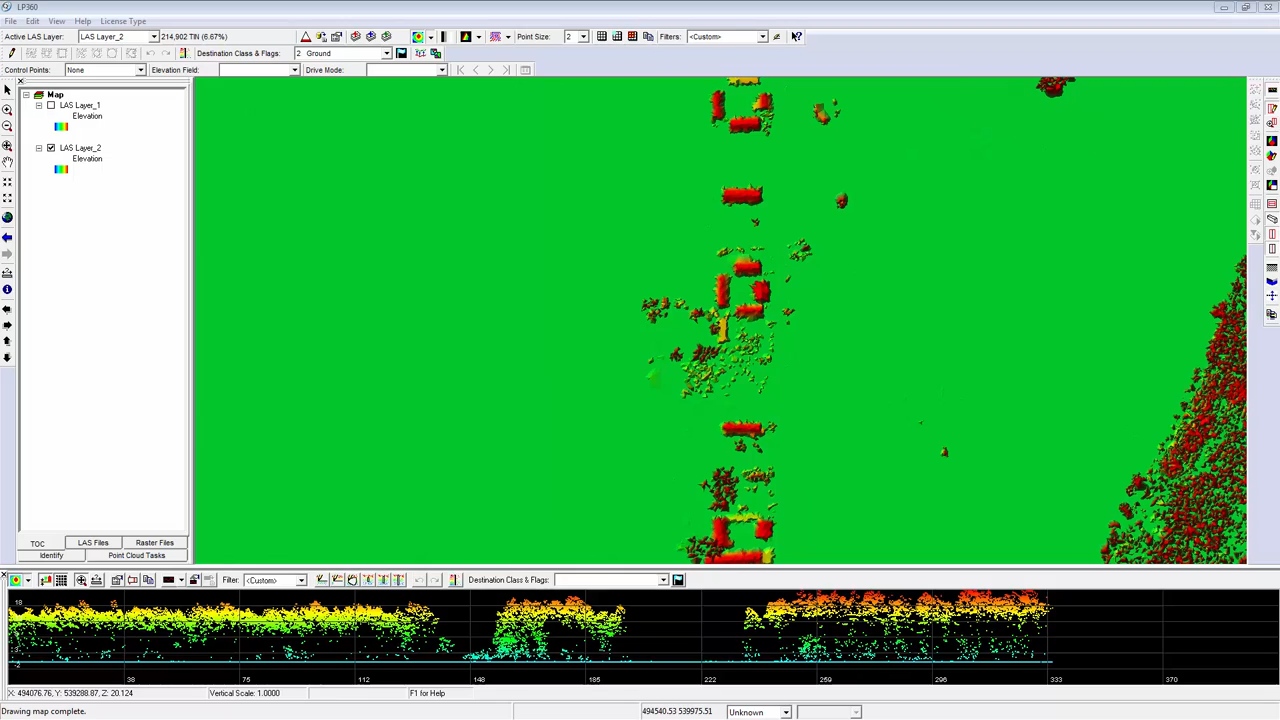 LP360
File Edit View Help License Type
Active LAS Layer: LAS Layer_2 214,902 TIN (6.67%) Point Size: 2 Filters: <Custom>
Destination Class & Flags: 2 Ground
Control Points: None Elevation Field: Drive Mode:
Map
LAS Layer_1
Elevation
LAS Layer_2
Elevation
TOC LAS Files Raster Files
Identify Point Cloud Tasks
Filter: <Custom> Destination Class & Flags:
18
38 75 112 148 185 222 259 296 333 370
X: 494076.76, Y: 539288.87, Z: 20.124 Vertical Scale: 1.0000 F1 for Help
Drawing map complete. 494540.53 539975.51 Unknown